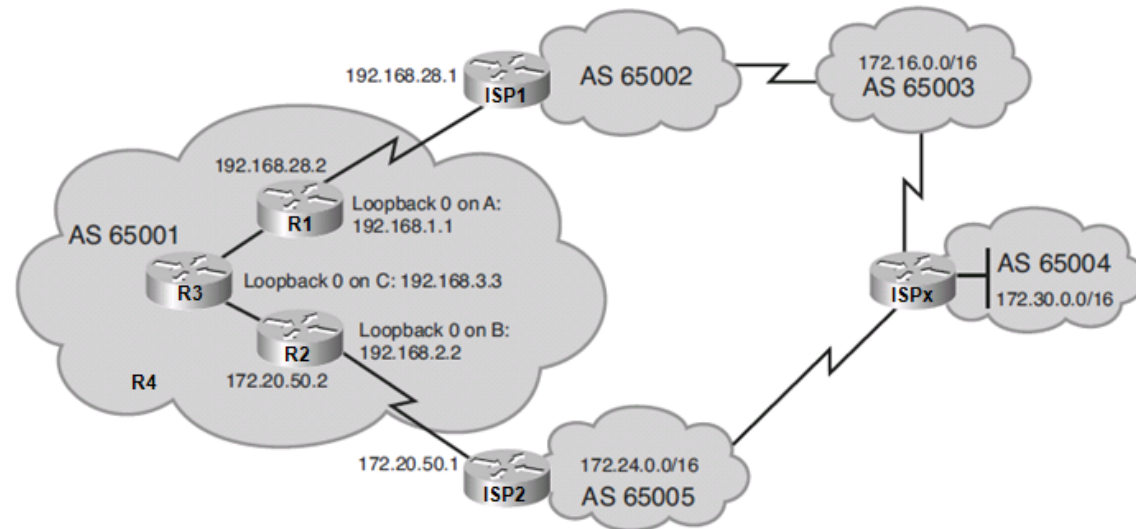 192.168.28.1
ISP1
AS 65002
172.16.0.0/16
AS 65003
192.168.28.2
R1
Loopback 0 on A:
192.168.1.1
AS 65001
R3
Loopback 0 on C: 192.168.3.3
R2
Loopback 0 on B:
192.168.2.2
R4
172.20.50.2
ISPx
AS 65004
172.30.0.0/16
172.20.50.1
ISP2
172.24.0.0/16
AS 65005